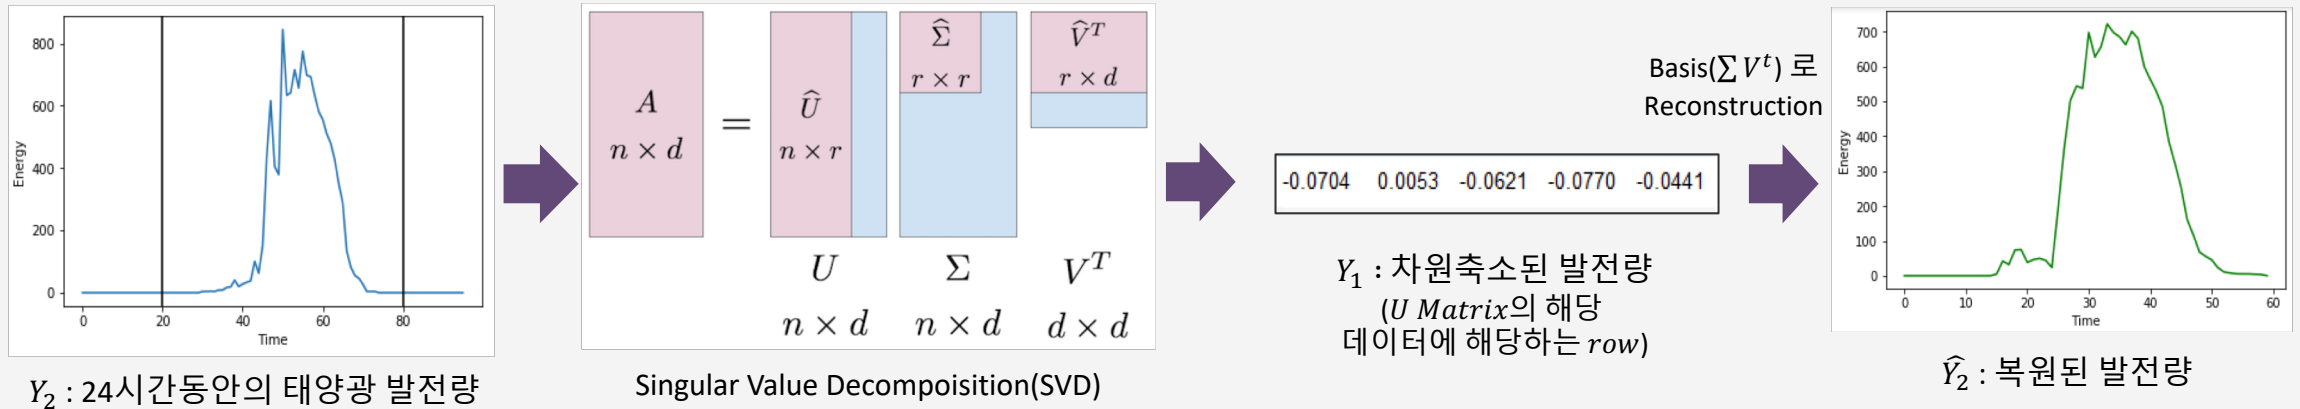 800
600
400
200
0
Energy
0 20 40 60 80
Time
Y₂ : 24시간동안의 태양광 발전량
A
n × d
=
Û
n × r
Σ̂
r × r
V̂ᵀ
r × d
U
n × d
Σ
n × d
Vᵀ
d × d
Singular Value Decompoisition(SVD)
-0.0704 0.0053 -0.0621 -0.0770 -0.0441
Y₁ : 차원축소된 발전량
(U Matrix의 해당
데이터에 해당하는 row)
Basis(∑ Vᵗ) 로
Reconstruction
700
600
500
400
300
200
100
0
Energy
0 10 20 30 40 50 60
Time
Ŷ₂ : 복원된 발전량